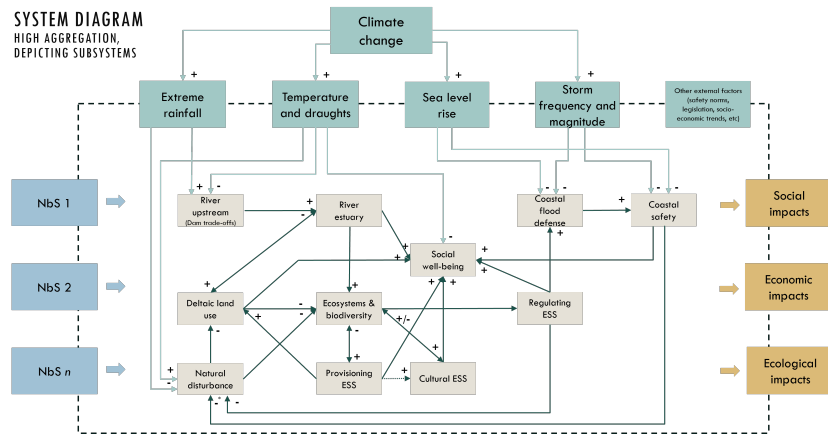 SYSTEM DIAGRAM
HIGH AGGREGATION,
DEPICTING SUBSYSTEMS
Climate
change
+
+
+
+
Extreme
rainfall
Temperature
and draughts
Sea level
rise
Storm
frequency and
magnitude
Other external factors
(safety norms,
legislation, socio-
economic trends, etc)
NbS 1
+ -
River
upstream
(Dam trade-offs)
+
-
River
estuary
-
- -
Coastal
flood
defense
+
- -
Coastal
safety
Social
impacts
+
+
+
+
Social
well-being
+
+
+
+
NbS 2
+
Deltaic land
use
-
-
+
Ecosystems &
biodiversity
Regulating
ESS
Economic
impacts
+
-
-
+/-
+
NbS n
+
-
Natural
disturbance
+
Provisioning
ESS
+
Cultural ESS
Ecological
impacts
- -
-